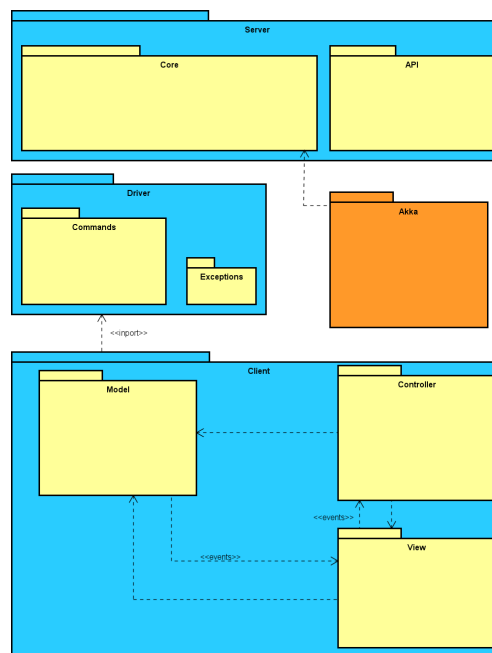 Server
Core
API
Driver
Commands
Exceptions
Akka
<<inport>>
Client
Model
Controller
<<events>>
View
<<events>>